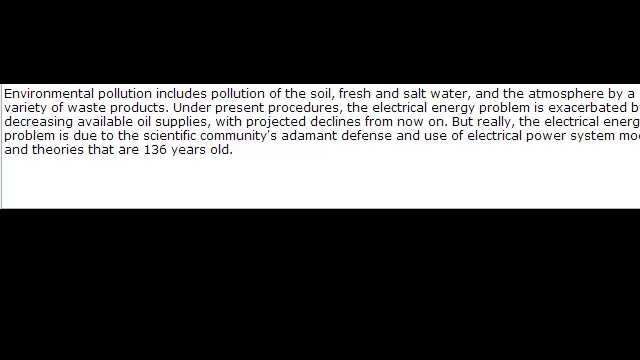 Environmental pollution includes pollution of the soil, fresh and salt water, and the atmosphere by a
variety of waste products. Under present procedures, the electrical energy problem is exacerbated
decreasing available oil supplies, with projected declines from now on. But really, the electrical
problem is due to the scientific community's adamant defense and use of electrical power system
and theories that are 136 years old.